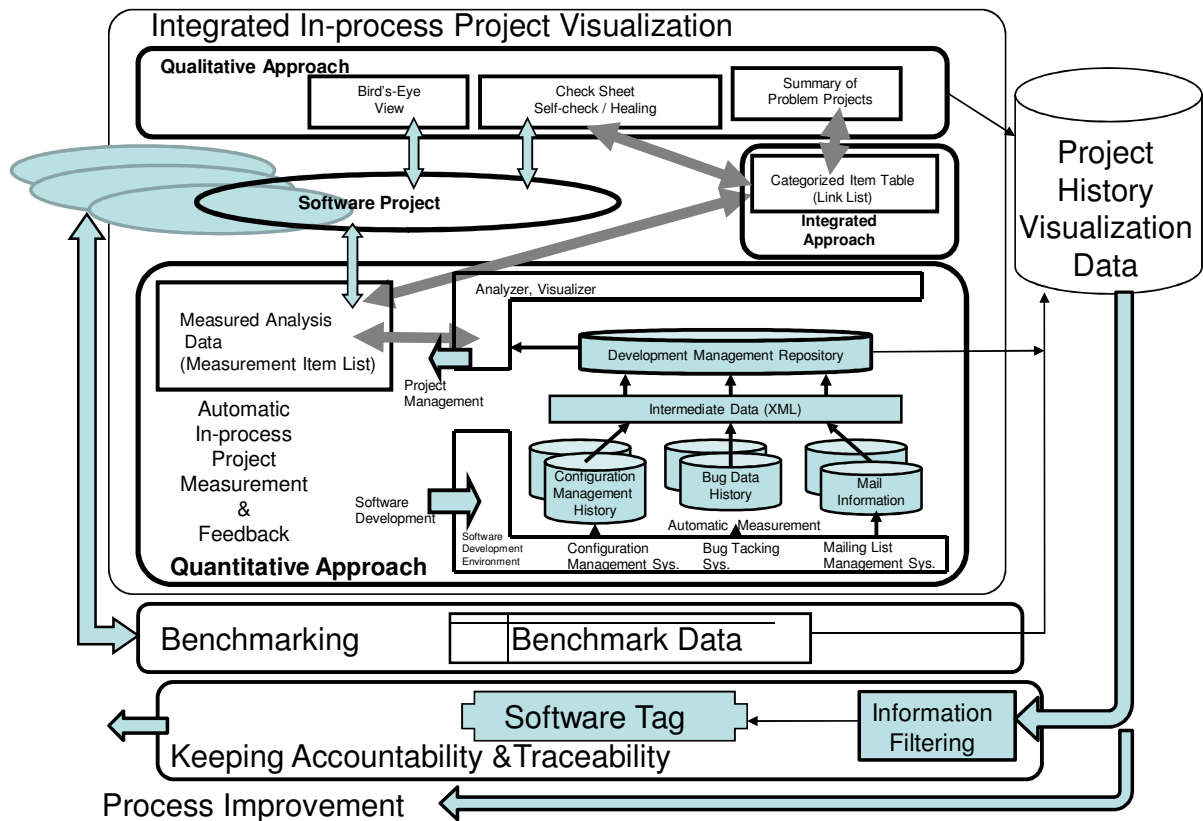 Integrated In-process Project Visualization
Qualitative Approach
Bird's-Eye
View
Check Sheet
Self-check / Healing
Summary of
Problem Projects
Project
History
Visualization
Data
Software Project
Categorized Item Table
(Link List)
Integrated
Approach
Analyzer, Visualizer
Measured Analysis
Data
(Measurement Item List)
Development Management Repository
Project
Management
Intermediate Data (XML)
Automatic
In-process
Project
Measurement
&
Feedback
Configuration
Management
History
Bug Data
History
Mail
Information
Software
Development
Automatic Measurement
Software
Development
Environment
Configuration
Management Sys.
Bug Tacking
Sys.
Mailing List
Management Sys.
Quantitative Approach
Benchmarking
Benchmark Data
Software Tag
Information
Filtering
Keeping Accountability &Traceability
Process Improvement